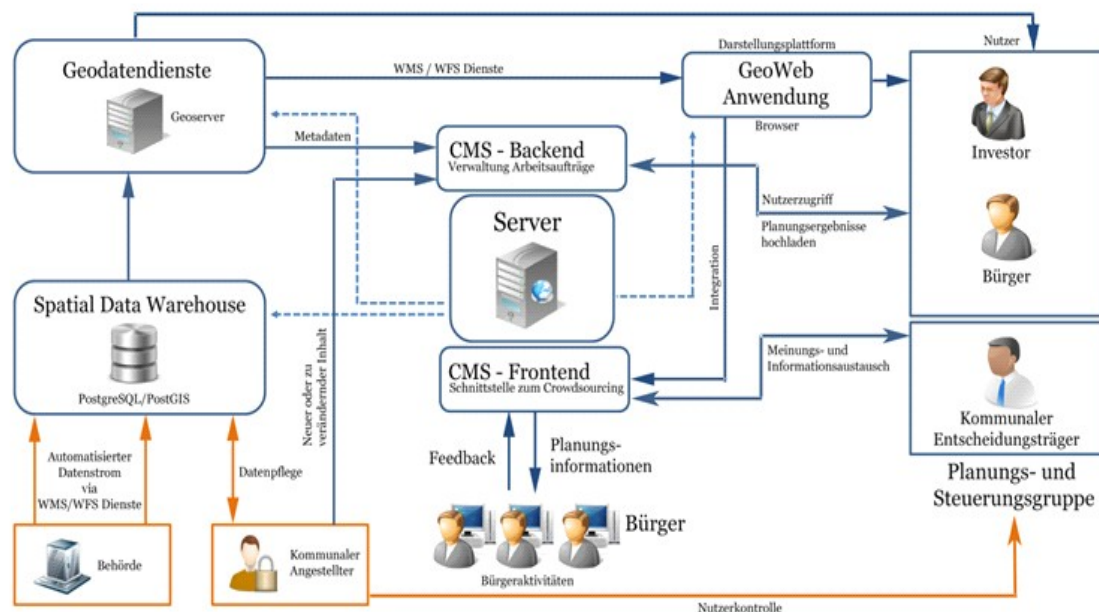 Geodatendienste
Geoserver
WMS / WFS Dienste
Metadaten
Darstellungsplattform
GeoWeb
Anwendung
Browser
Nutzer
Investor
Bürger
CMS - Backend
Verwaltung Arbeitsaufträge
Nutzerzugriff
Planungsergebnisse
hochladen
Server
Integration
Spatial Data Warehouse
PostgreSQL/PostGIS
Neuer oder zu
verändernder Inhalt
CMS - Frontend
Schnittstelle zum Crowdsourcing
Meinungs- und
Informationsaustausch
Kommunaler
Entscheidungsträger
Planungs- und
Steuerungsgruppe
Automatisierter
Datenstrom
via
WMS/WFS Dienste
Datenpflege
Feedback
Planungs-
informationen
Bürger
Bürgeraktivitäten
Behörde
Kommunaler
Angestellter
Nutzerkontrolle